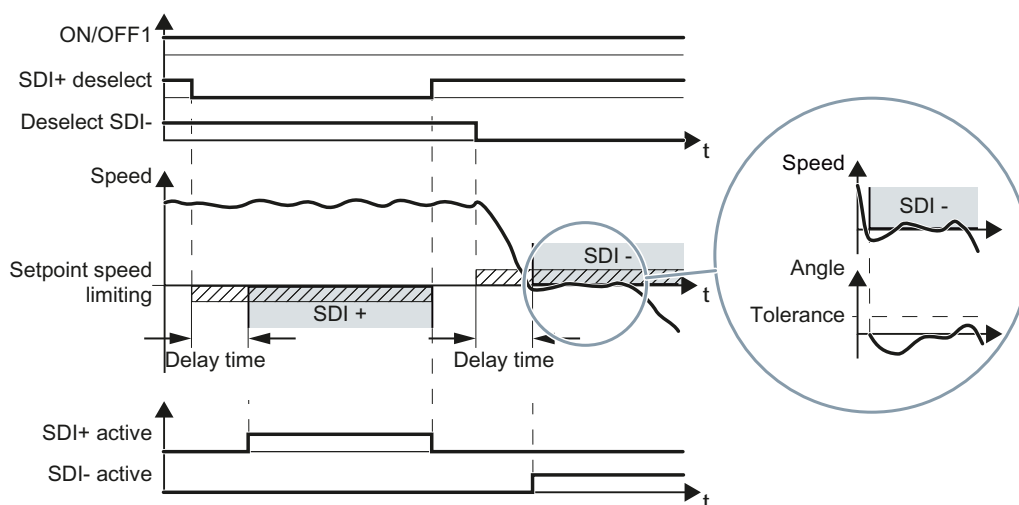 ON/OFF1
SDI+ deselect
Deselect SDI-
t
Speed
Setpoint speed
limiting
SDI -
t
SDI +
Delay time
Delay time
Speed
SDI -
Angle
Tolerance
SDI+ active
SDI- active
t